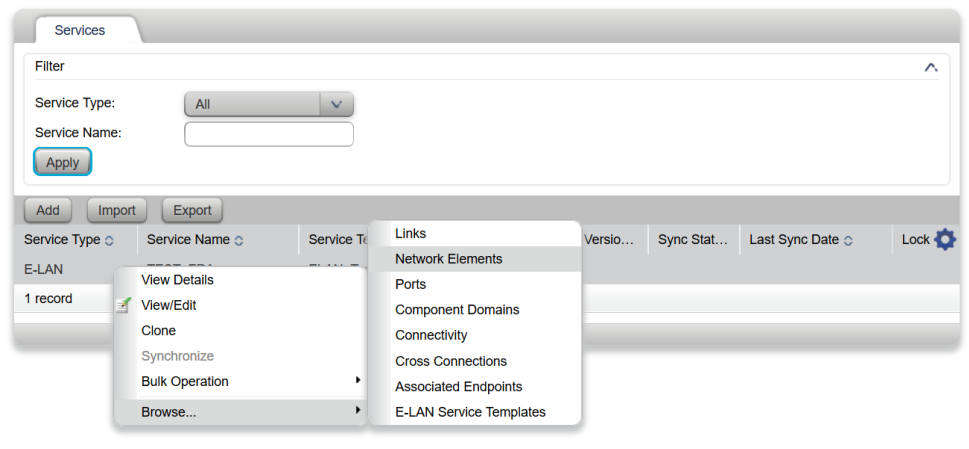 Services
Filter
Service Type: All
Service Name:
Apply
Add Import Export
Service Type Service Name Service Te Versio... Sync Stat... Last Sync Date Lock
E-LAN
1 record
View Details
View/Edit
Clone
Synchronize
Bulk Operation
Browse...
Links
Network Elements
Ports
Component Domains
Connectivity
Cross Connections
Associated Endpoints
E-LAN Service Templates